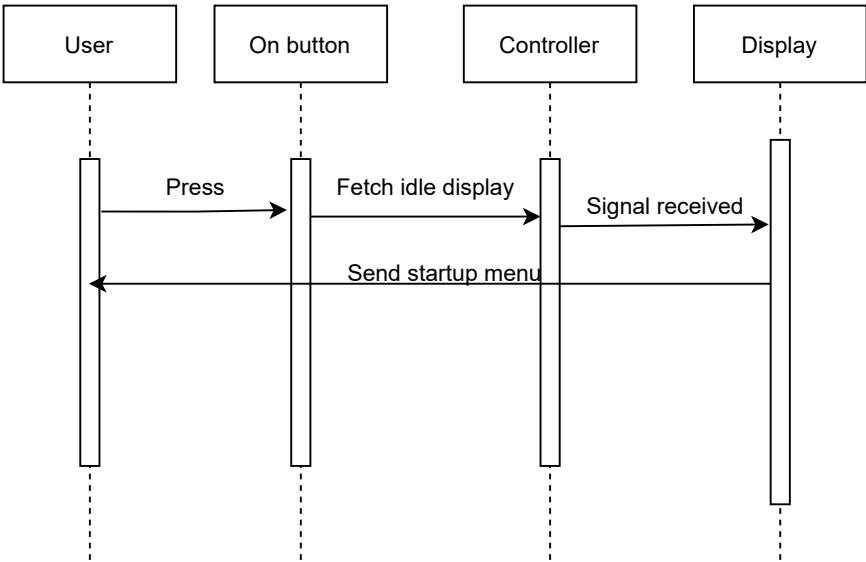 User
On button
Controller
Display
Press
Fetch idle display
Signal received
Send startup menu